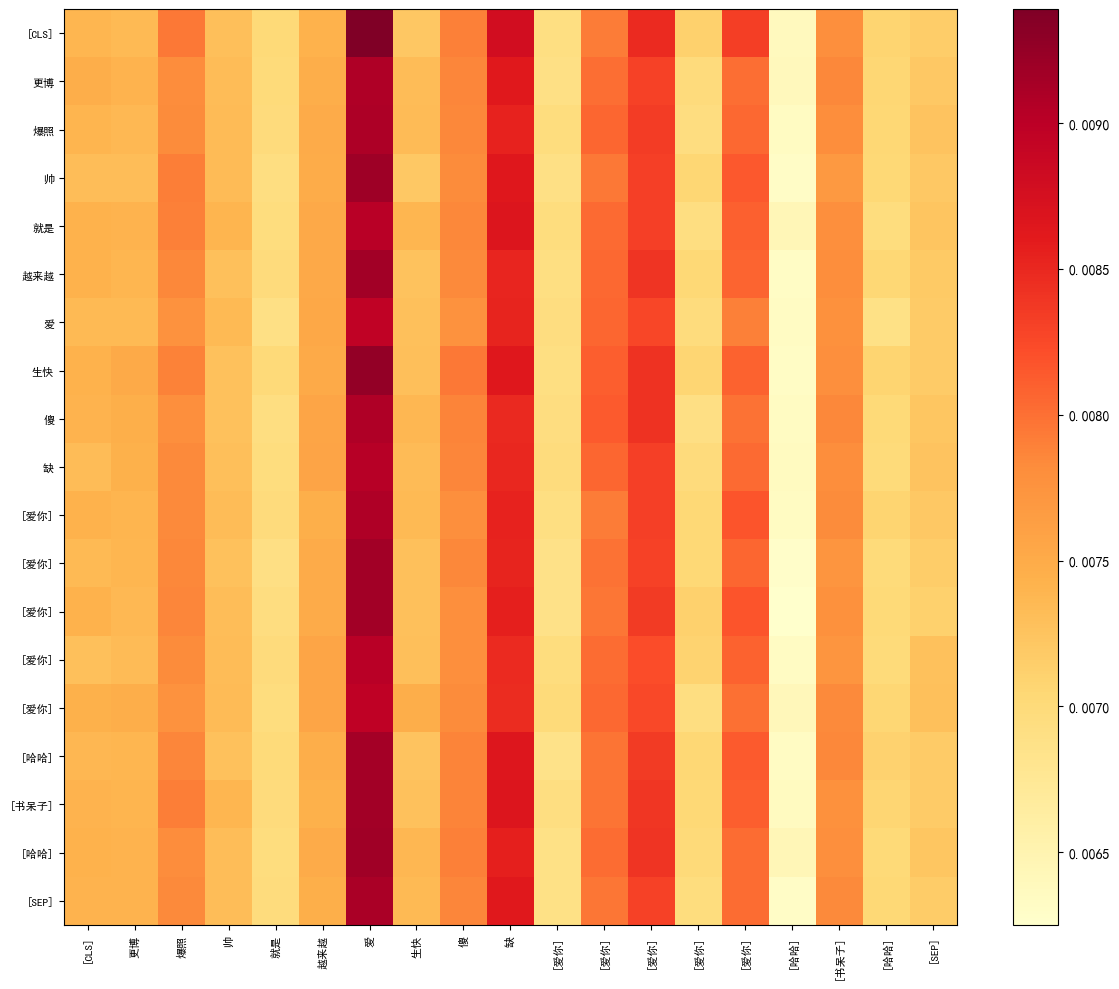 [CLS]
更博
爆照
帅
就是
越来越
爱
生快
傻
缺
[爱你]
[爱你]
[爱你]
[爱你]
[爱你]
[哈哈]
[书呆子]
[哈哈]
[SEP]
[CLS]
更博
爆照
帅
就是
越来越
爱
生快
傻
缺
[爱你]
[爱你]
[爱你]
[爱你]
[爱你]
[哈哈]
[书呆子]
[哈哈]
[SEP]
0.0090
0.0085
0.0080
0.0075
0.0070
0.0065